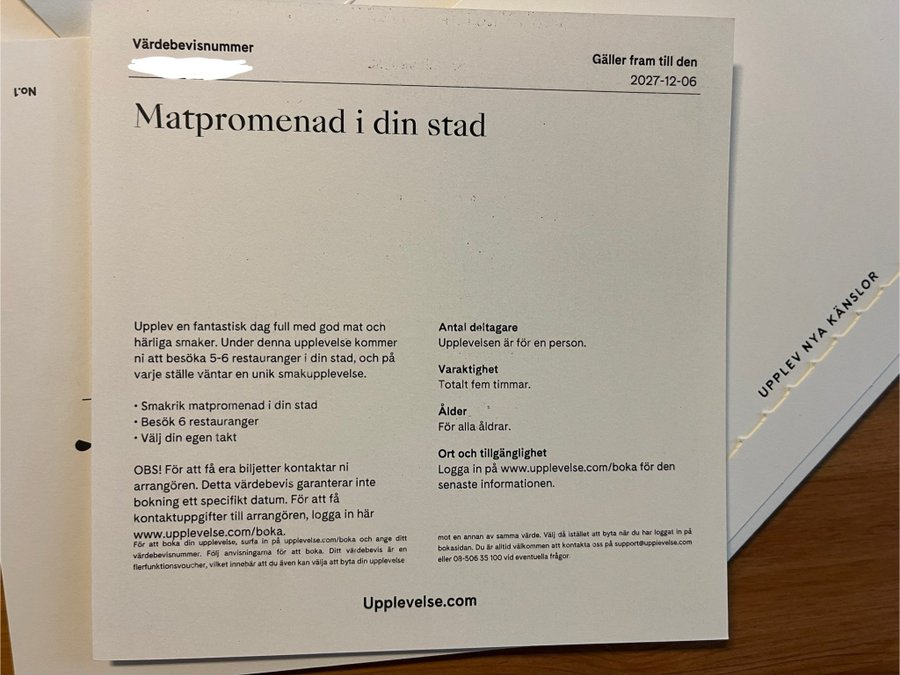 Värdebevisnummer
Gäller fram till den
2027-12-06
Matpromenad i din stad
Upplev en fantastisk dag full med god mat och
härliga smaker. Under denna upplevelse kommer
ni att besöka 5-6 restauranger i din stad, och på
varje ställe väntar en unik smakupplevelse.
• Smakrik matpromenad i din stad
• Besök 6 restauranger
• Välj din egen takt
OBS! För att få era biljetter kontaktar ni
arrangören. Detta värdebevis garanterar inte
bokning ett specifikt datum. För att få
kontaktuppgifter till arrangören, logga in här
www.upplevelse.com/boka.
För att boka din upplevelse, surfa in på upplevelse.com/boka och ange ditt
värdebevisnummer. Följ anvisningarna för att boka. Ditt värdebevis är en
flerfunktionsvoucher, vilket innebär att du även kan välja att byta din upplevelse
Antal deltagare
Upplevelsen är för en person.
Varaktighet
Totalt fem timmar.
Ålder
För alla åldrar.
Ort och tillgänglighet
Logga in på www.upplevelse.com/boka för den
senaste informationen.
mot en annan av samma värde. Välj då istället att byta när du har loggat in på
bokasidan. Du är alltid välkommen att kontakta oss på support@upplevelse.com
eller 08-506 35 100 vid eventuella frågor.
Upplevelse.com
No.1
UPPLEV NYA KÄNSLOR